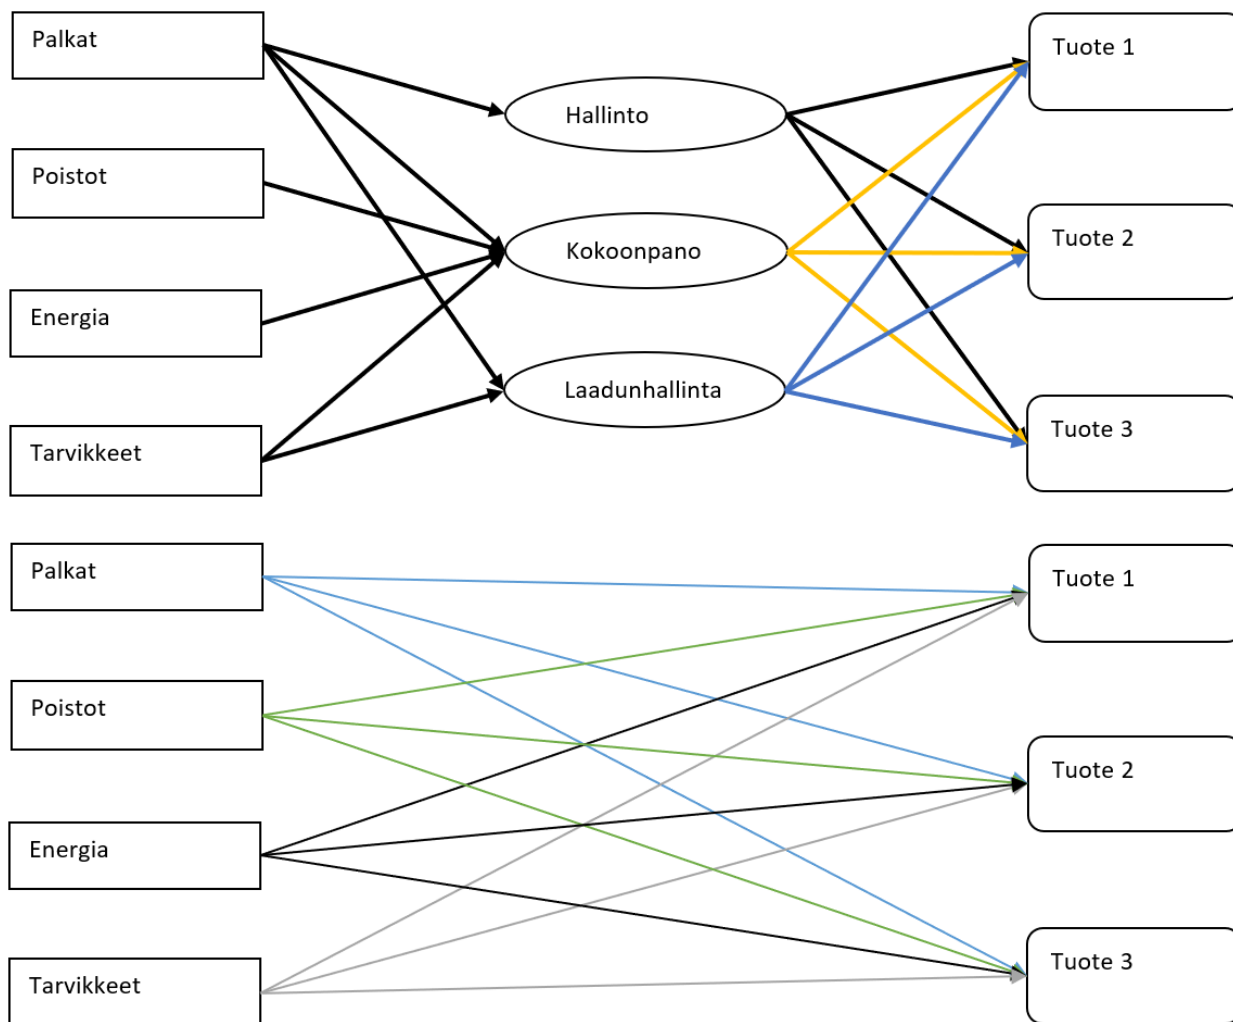 Palkat
Tuote 1
Hallinto
Poistot
Tuote 2
Kokoonpano
Energia
Laadunhallinta
Tuote 3
Tarvikkeet
Palkat
Tuote 1
Poistot
Tuote 2
Energia
Tuote 3
Tarvikkeet